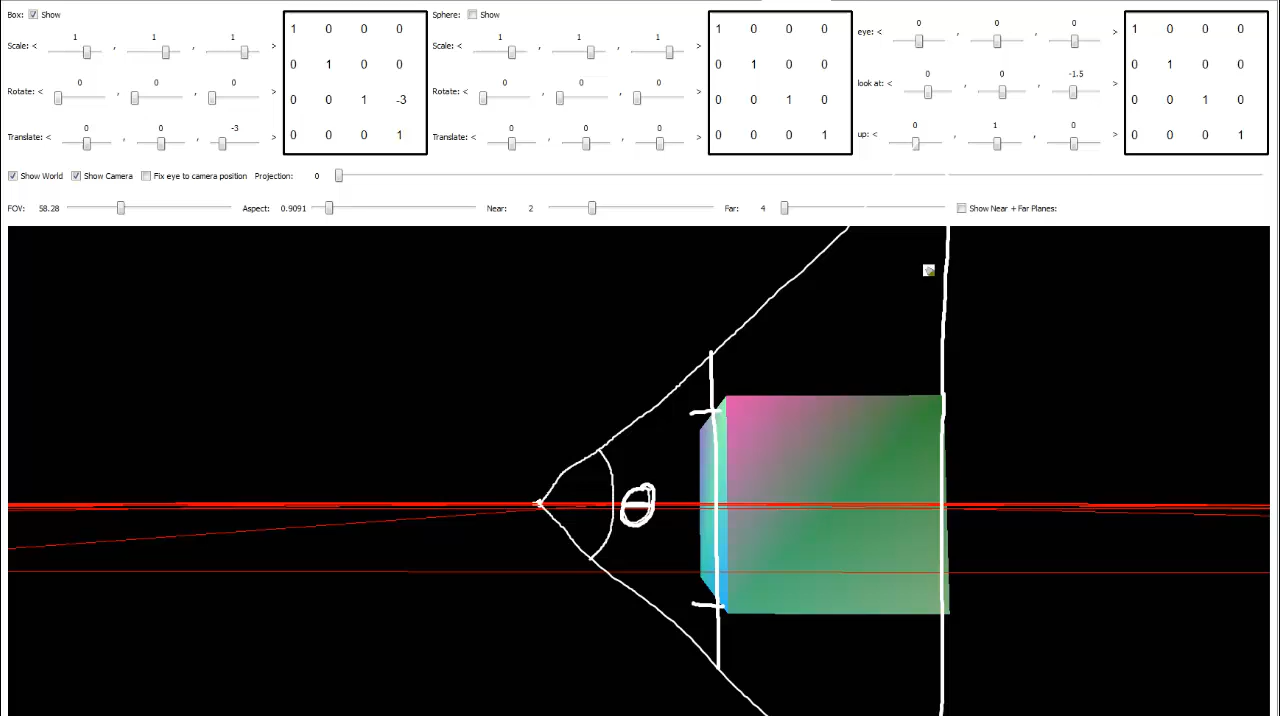 Box: Show 1 0 0 0 Sphere: Show 1 0 0 0 0 0 0 1 0 0 0
1 1 1 1 1 1 eye: < , , >
Scale: < , , > 0 1 0 0 Scale: < , , > 0 1 0 0 0 0 -1.5 0 1 0 0
0 0 0 0 0 0 look at: < , , >
Rotate: < , , > 0 0 1 -3 Rotate: < , , > 0 0 1 0 0 0 1 0
0 0 -3 0 0 0 0 1 0
Translate: < , , > 0 0 0 1 Translate: < , , > 0 0 0 1 up: < , , > 0 0 0 1
Show World Show Camera Fix eye to camera position Projection: 0
FOV: 58.28 Aspect: 0.9091 Near: 2 Far: 4 Show Near + Far Planes:
θ